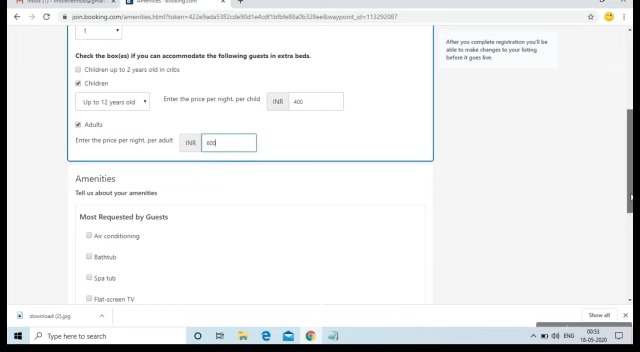 Amenities - Booking.com
join.booking.com/amenities.html?token=422e9ada5382cde90d1e4cdf1bfbfe88a0b328ee&waypoint_id=113292087
1
After you complete registration you'll be
able to make changes to your listing
before it goes live.
Check the box(es) if you can accommodate the following guests in extra beds.
Children up to 2 years old in cribs
Children
Up to 12 years old
Enter the price per night, per child
INR 400
Adults
Enter the price per night, per adult
INR 600
Amenities
Tell us about your amenities
Most Requested by Guests
Air conditioning
Bathtub
Spa tub
Flat-screen TV
download (2).jpg
Show all
Type here to search
ENG
00:53
18-05-2020